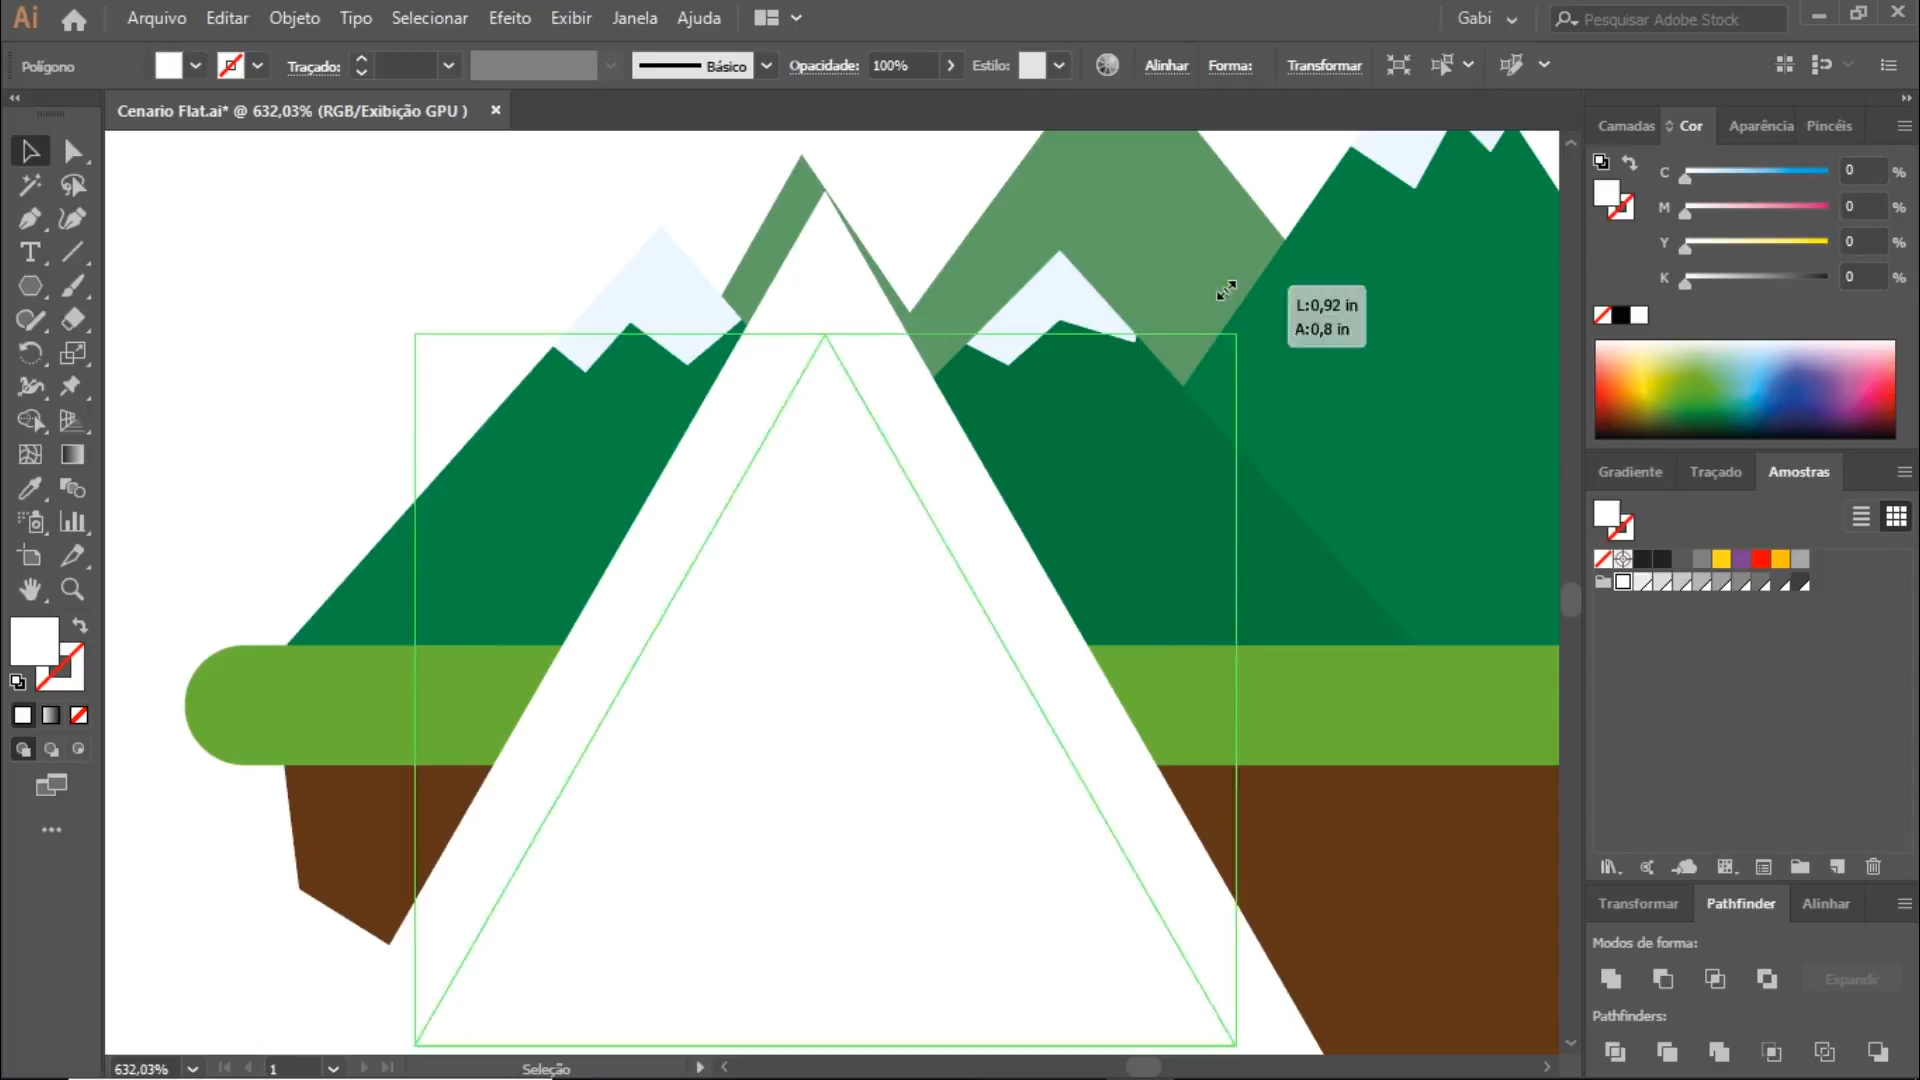 Ai Arquivo Editar Objeto Tipo Selecionar Efeito Exibir Janela Ajuda Gabi Pesquisar Adobe Stock
Polígono Traçado: Básico Opacidade: 100% Estilo: Alinhar Forma: Transformar
Cenario Flat.ai* @ 632,03% (RGB/Exibição GPU )
Camadas Cor Aparência Pincéis
C 0 %
M 0 %
Y 0 %
K 0 %
L:0,92 in
A:0,8 in
Gradiente Traçado Amostras
Transformar Pathfinder Alinhar
Modos de forma:
Expandir
Pathfinders:
632,03% 1 Seleção